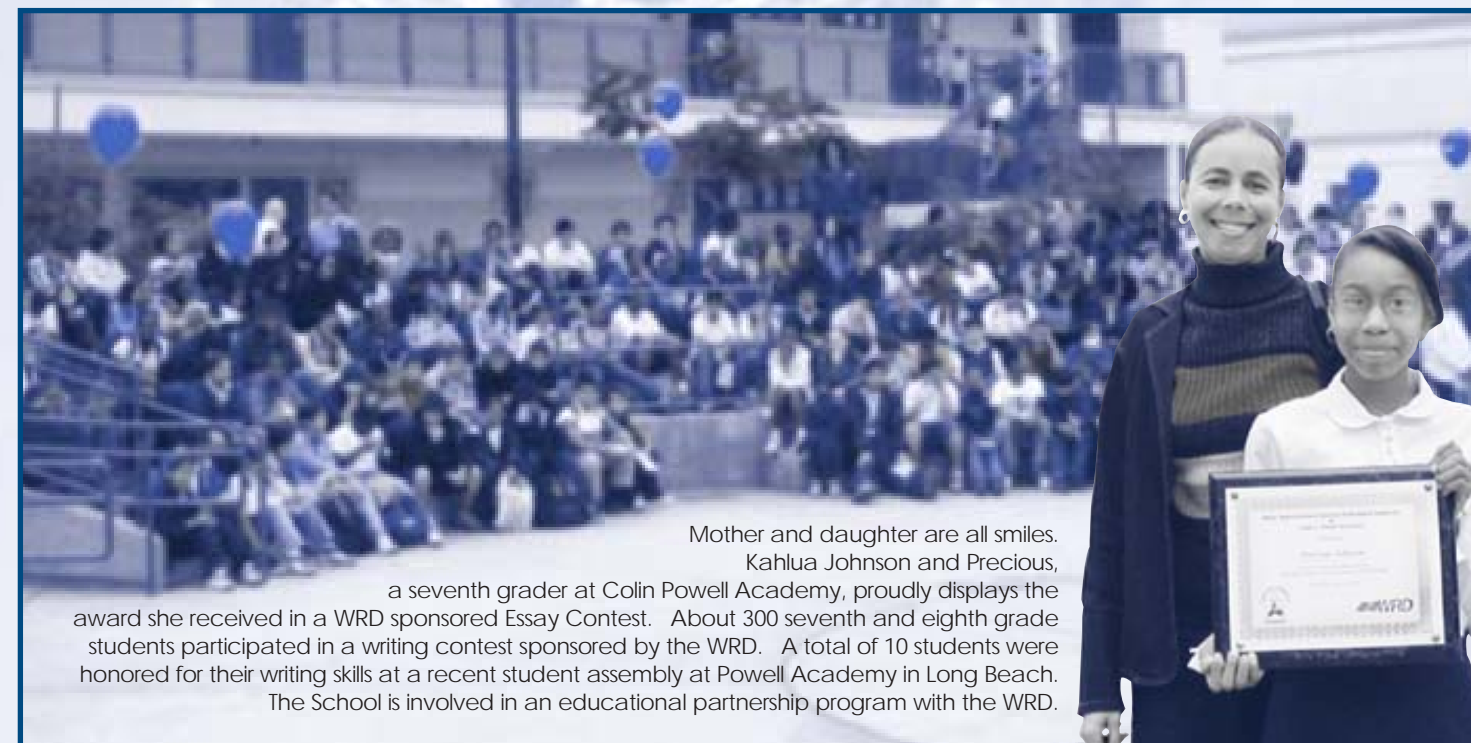 Mother and daughter are all smiles.
Kahlua Johnson and Precious,
a seventh grader at Colin Powell Academy, proudly displays the
award she received in a WRD sponsored Essay Contest. About 300 seventh and eighth grade
students participated in a writing contest sponsored by the WRD. A total of 10 students were
honored for their writing skills at a recent student assembly at Powell Academy in Long Beach.
The School is involved in an educational partnership program with the WRD.
WRD